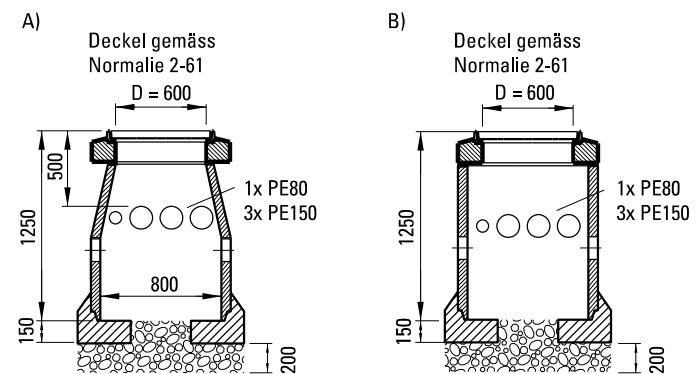 A)
Deckel gemäss
Normalie 2-61
D = 600
500
1250
1x PE80
3x PE150
800
150
200
B)
Deckel gemäss
Normalie 2-61
D = 600
1250
1x PE80
3x PE150
150
200